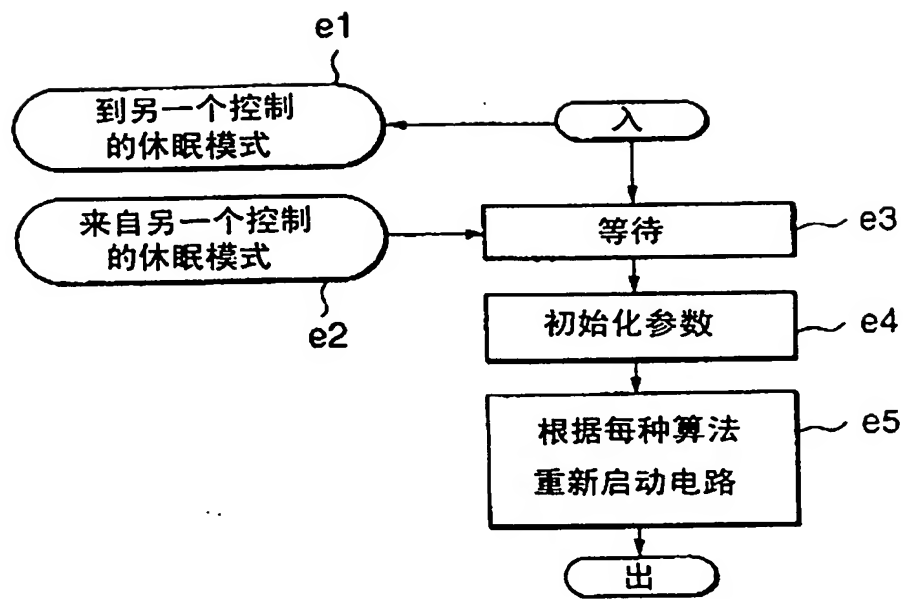 e1
到另一个控制
的休眠模式
入
来自另一个控制
的休眠模式
e2
等待
e3
初始化参数
e4
根据每种算法
重新启动电路
e5
出